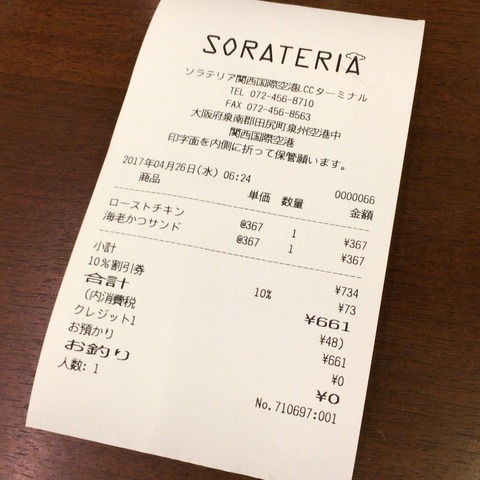 SORATERIA
ソラテリア関西国際空港LCCターミナル
TEL 072-456-8710
FAX 072-456-8563
大阪府泉南郡田尻町泉州空港中
関西国際空港
印字面を内側に折って保管願います。
2017年04月26日(水) 06:24 0000066
商品 単価 数量 金額
ローストチキン @367 1 ¥367
海老かつサンド @367 1 ¥367
小計 ¥734
10%割引券 10% ¥73
合計 ¥661
(内消費税 ¥48)
クレジット1 ¥661
お預かり ¥0
お釣り ¥0
人数: 1 No.710697:001